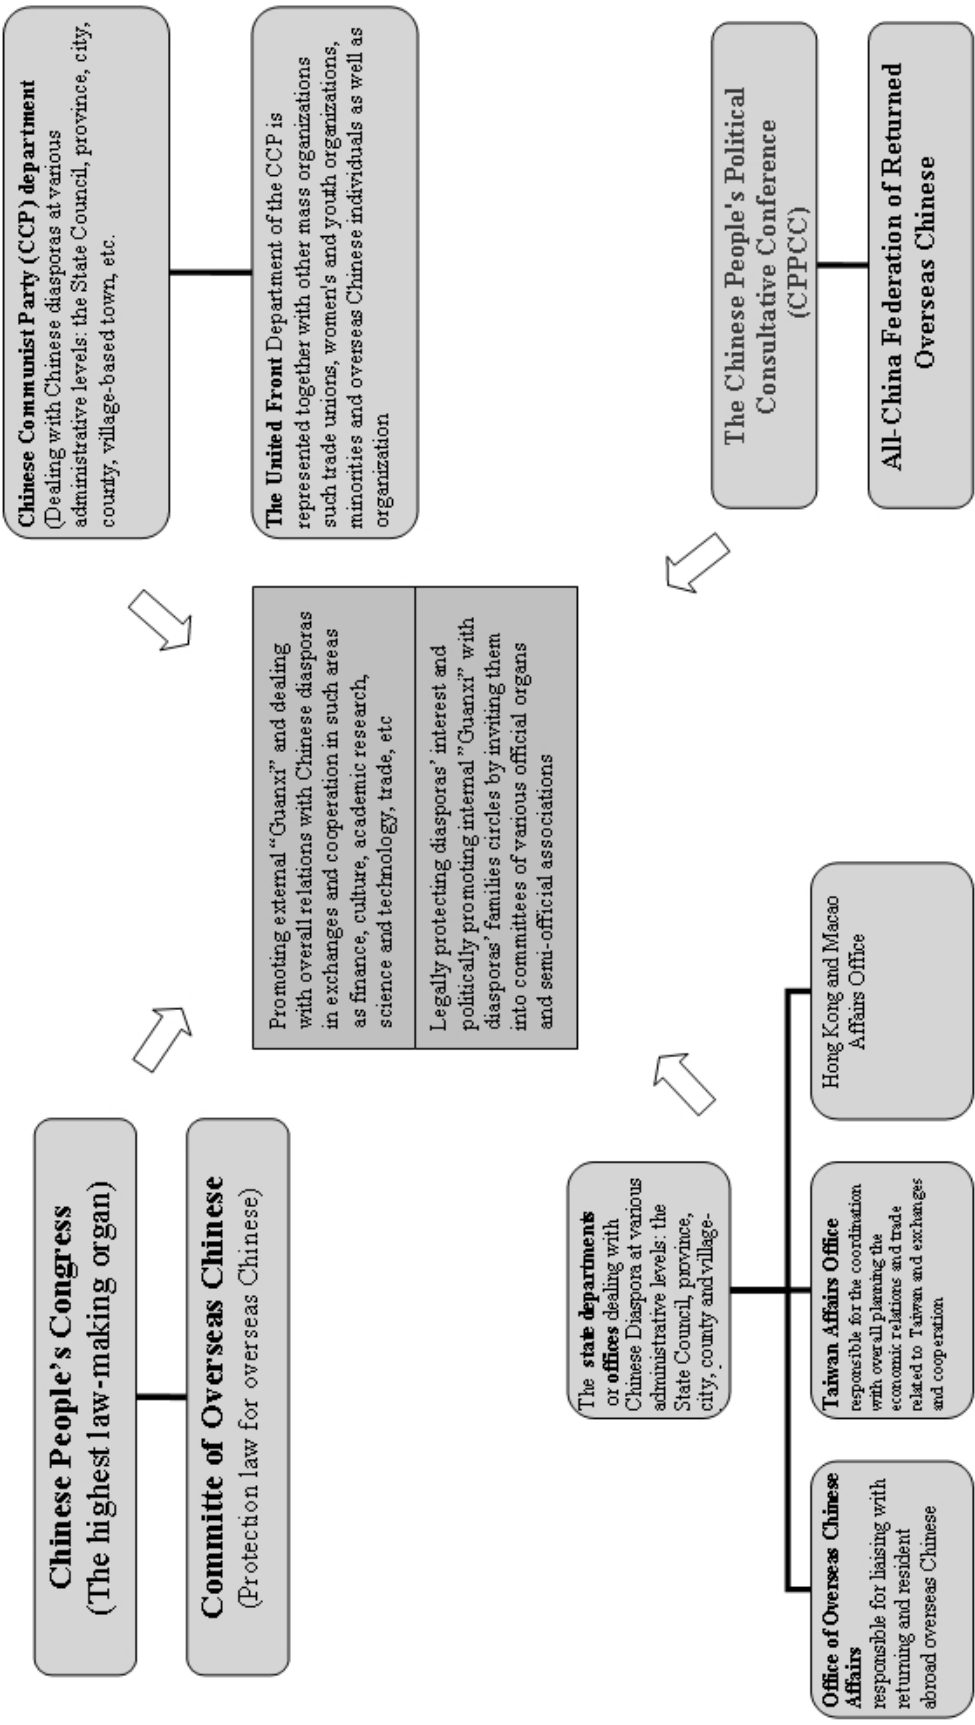 Chinese People's Congress
(The highest law-making organ)
Committe of Overseas Chinese
(Protection law for overseas Chinese)
Chinese Communist Party (CCP) department
(Dealing with Chinese diasporas at various
administrative levels: the State Council, province, city,
county, village-based town, etc.
The United Front Department of the CCP is
represented together with other mass organizations
such trade unions, women's and youth organizations,
minorities and overseas Chinese individuals as well as
organization
Promoting external “Guanxi” and dealing
with overall relations with Chinese diasporas
in exchanges and cooperation in such areas
as finance, culture, academic research,
science and technology, trade, etc
Legally protecting diasporas’ interest and
politically promoting internal ”Guanxi” with
diasporas’ families circles by inviting them
into committees of various official organs
and semi-official associations
The state departments
or offices dealing with
Chinese Diaspora at various
administrative levels: the
State Council, province,
city, county and village-
Office of Overseas Chinese
Affairs
responsible for liaising with
returning and resident
abroad overseas Chinese
Taiwan Affairs Office
responsible for the coordination
with overall planning the
economic relations and trade
related to Taiwan and exchanges
and cooperation
Hong Kong and Macao
Affairs Office
The Chinese People's Political
Consultative Conference
(CPPCC)
All-China Federation of Returned
Overseas Chinese